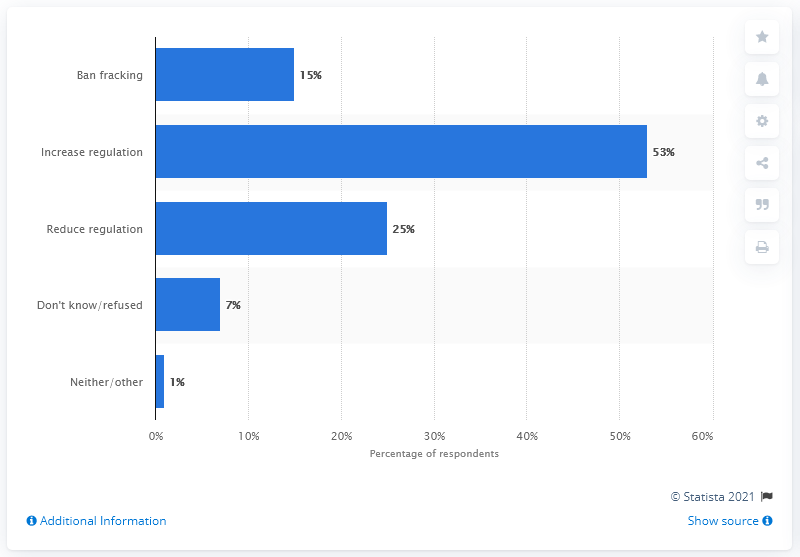 Ban fracking 15%
Increase regulation 53%
Reduce regulation 25%
Don't know/refused 7%
Neither/other 1%
0% 10% 20% 30% 40% 50% 60%
Percentage of respondents
© Statista 2021
Additional Information Show source